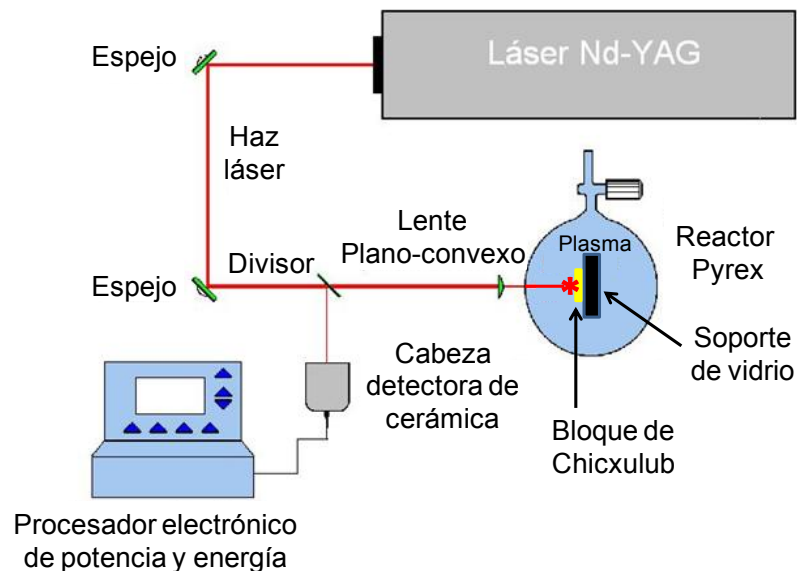 Espejo
Láser Nd-YAG
Haz
láser
Lente
Plano-convexo
Plasma
Reactor
Pyrex
Espejo
Divisor
Soporte
de vidrio
Cabeza
detectora de
cerámica
Bloque de
Chicxulub
Procesador electrónico
de potencia y energía